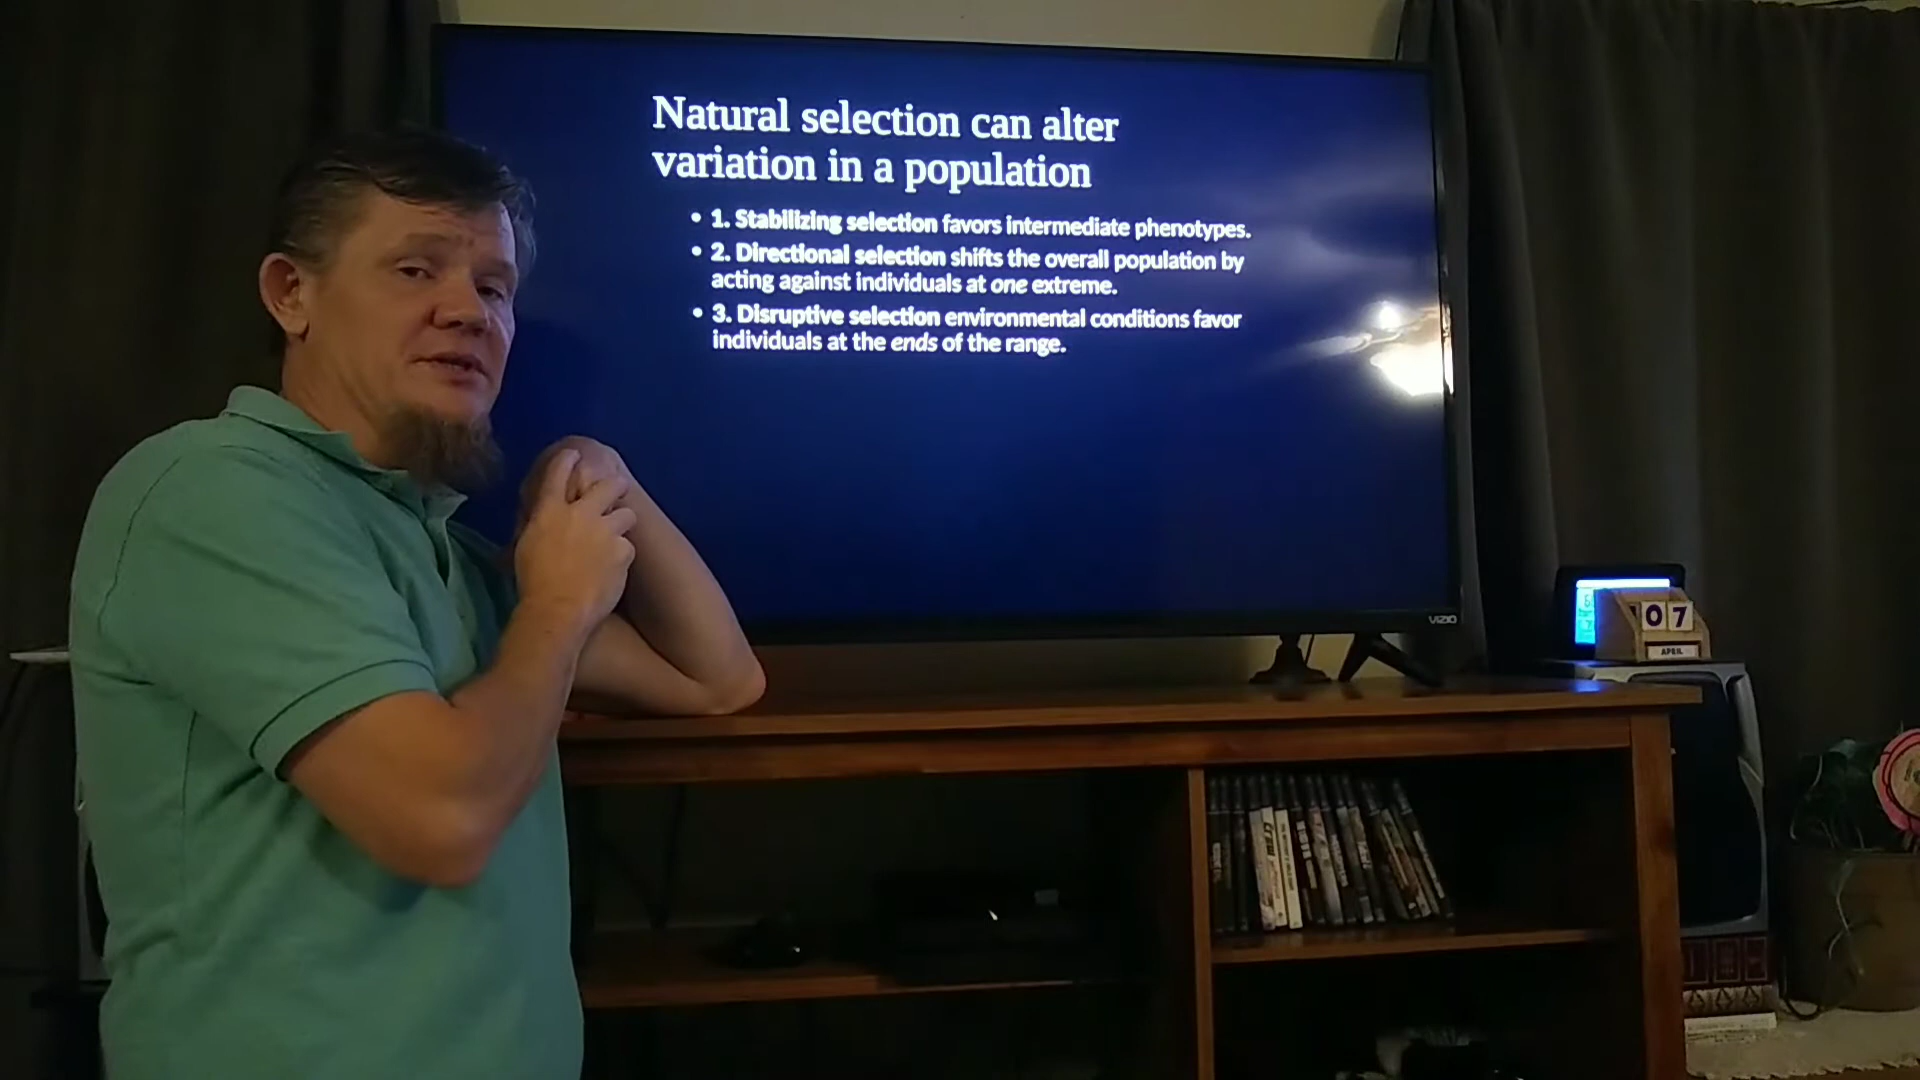 Natural selection can alter
variation in a population
• 1. Stabilizing selection favors intermediate phenotypes.
• 2. Directional selection shifts the overall population by
acting against individuals at one extreme.
• 3. Disruptive selection environmental conditions favor
individuals at the ends of the range.
VIZIO
07
APRIL